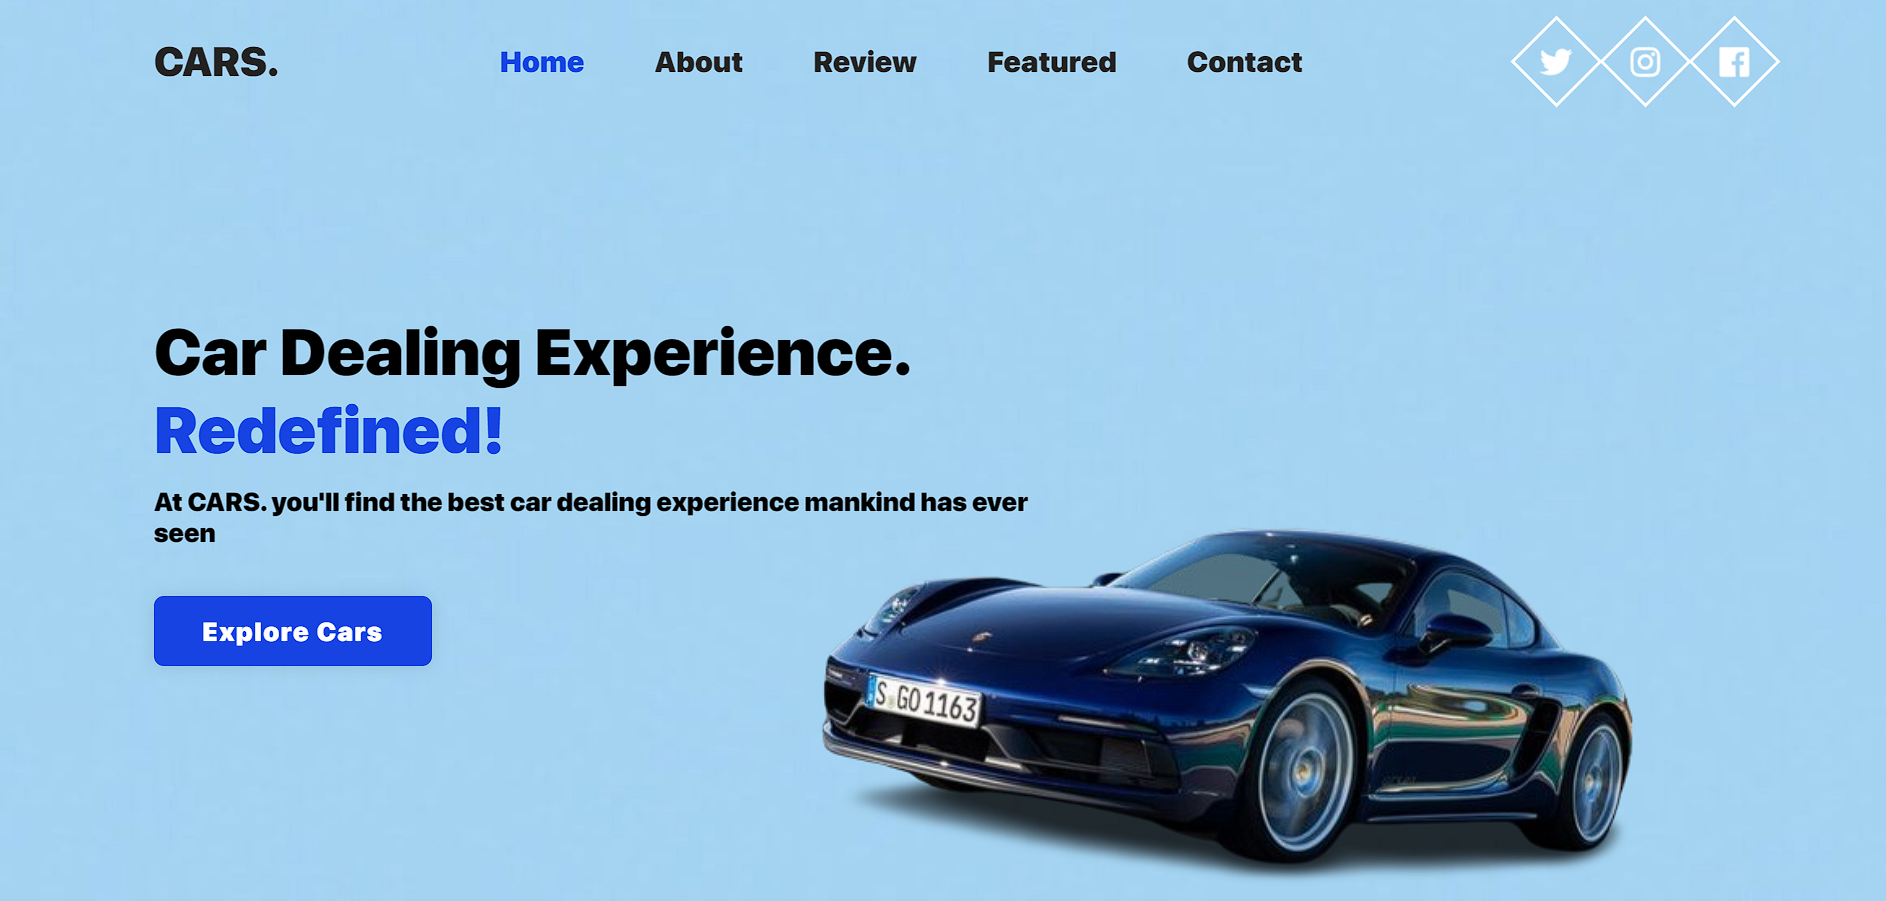 CARS.
Home About Review Featured Contact
Car Dealing Experience.
Redefined!
At CARS. you'll find the best car dealing experience mankind has ever
seen
Explore Cars
S GO 1163